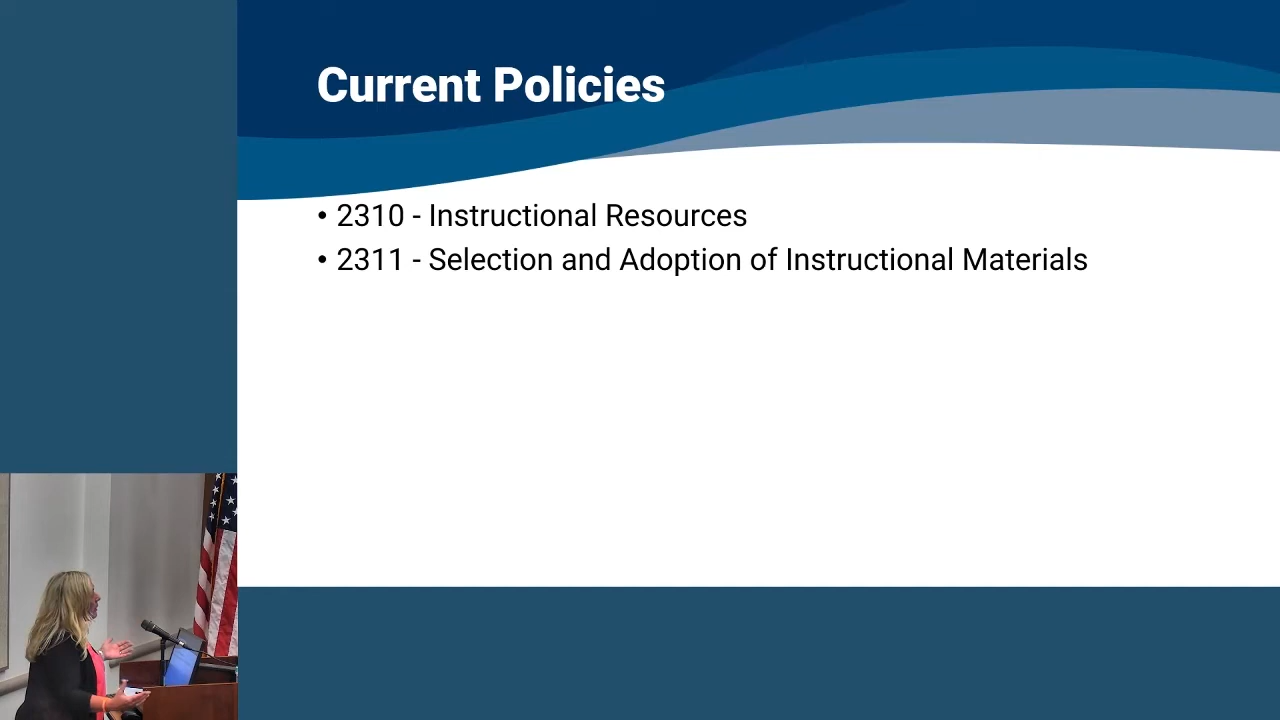 Current Policies
• 2310 - Instructional Resources
• 2311 - Selection and Adoption of Instructional Materials